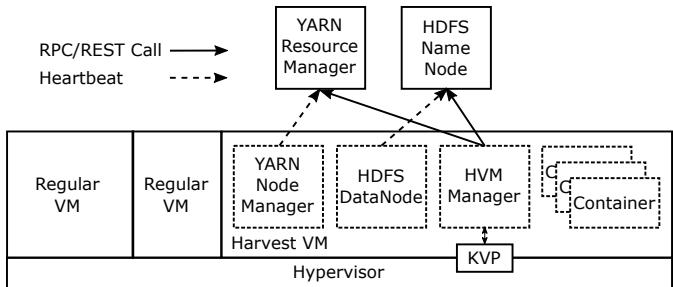 RPC/REST Call
Heartbeat
YARN
Resource
Manager
HDFS
Name
Node
Regular
VM
Regular
VM
YARN
Node
Manager
HDFS
DataNode
HVM
Manager
C
C
Container
Harvest VM
KVP
Hypervisor